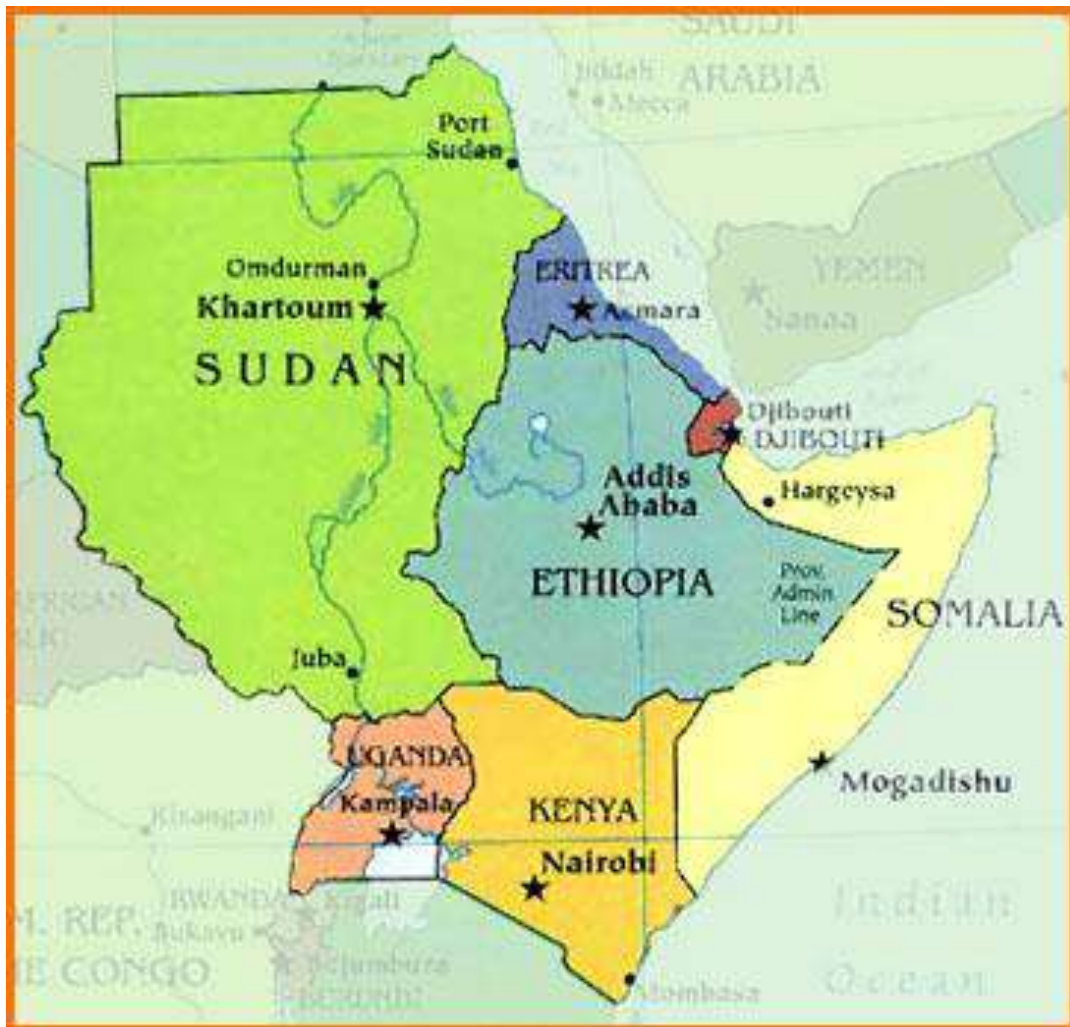 SAUDI
ARABIA
Jiddah
Mecca
Port
Sudan
Omdurman
Khartoum
SUDAN
ERITREA
Asmara
YEMEN
Sanaa
Djibouti
DJIBOUTI
Hargeysa
Addis
Ababa
ETHIOPIA
Prov.
Admin
Line
SOMALIA
Juba
UGANDA
Kampala
KENYA
Nairobi
Mogadishu
Kisangani
RWANDA
Kigali
Bukavu
M. REP.
HE CONGO
Bujumbura
BURUNDI
Mombasa
Indian
Ocean